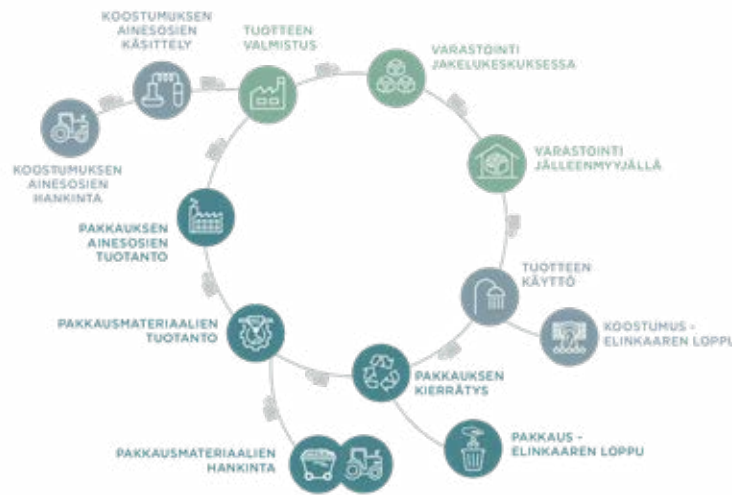 KOOSTUMUKSEN
AINESOSIEN
KÄSITTELY
TUOTTEEN
VALMISTUS
VARASTOINTI
JAKELUKESKUKSESSA
VARASTOINTI
JÄLLEENMYYJÄLLÄ
KOOSTUMUKSEN
AINESOSIEN
HANKINTA
PAKKAUKSEN
AINESOSIEN
TUOTANTO
TUOTTEEN
KÄYTTÖ
PAKKAUSMATERIAALIEN
TUOTANTO
KOOSTUMUS -
ELINKAAREN LOPPU
PAKKAUKSEN
KIERRÄTYS
PAKKAUS -
ELINKAAREN LOPPU
PAKKAUSMATERIAALIEN
HANKINTA